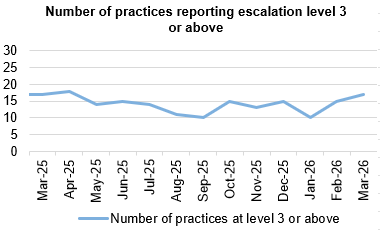 Number of practices reporting escalation level 3
or above
30
25
20
15
10
5
0
Mar-25
Apr-25
May-25
Jun-25
Jul-25
Aug-25
Sep-25
Oct-25
Nov-25
Dec-25
Jan-26
Feb-26
Mar-26
Number of practices at level 3 or above